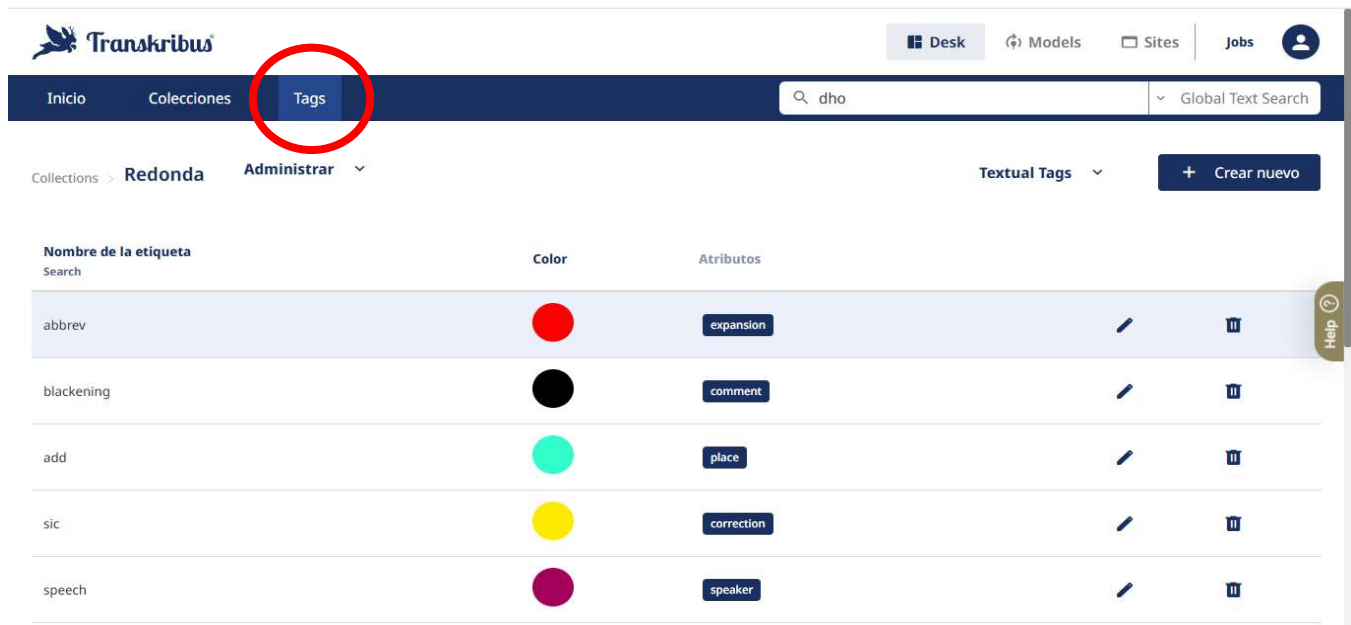 Transkribus
Desk Models Sites Jobs
Inicio Colecciones Tags dho Global Text Search
Collections > Redonda Administrar Textual Tags + Crear nuevo
Nombre de la etiqueta Color Atributos
Search
abbrev expansion
blackening comment
add place
sic correction
speech speaker
Help ?